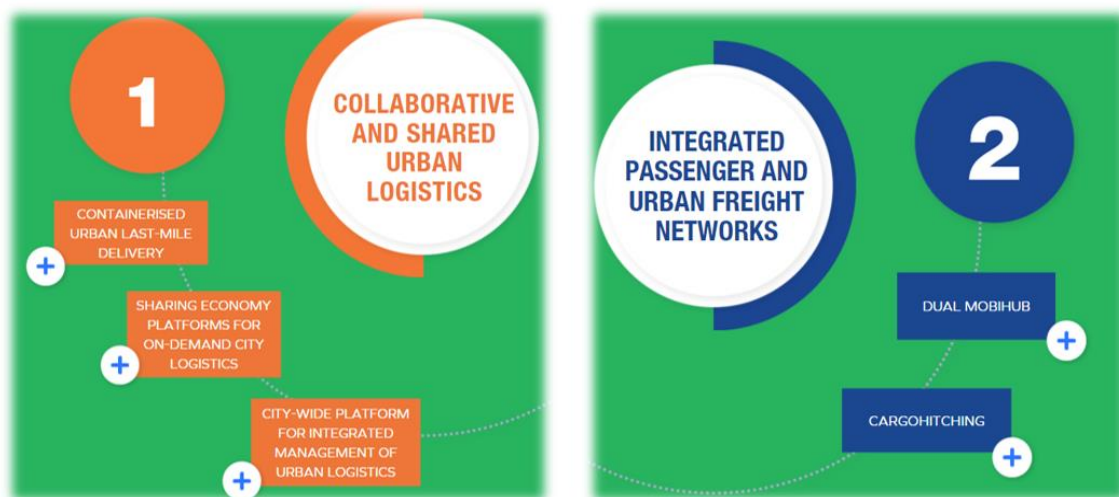 1
COLLABORATIVE
AND SHARED
URBAN
LOGISTICS
CONTAINERISED
URBAN LAST-MILE
DELIVERY
SHARING ECONOMY
PLATFORMS FOR
ON-DEMAND CITY
LOGISTICS
CITY-WIDE PLATFORM
FOR INTEGRATED
MANAGEMENT OF
URBAN LOGISTICS
INTEGRATED
PASSENGER AND
URBAN FREIGHT
NETWORKS
2
DUAL MOBIHUB
CARGOHITCHING